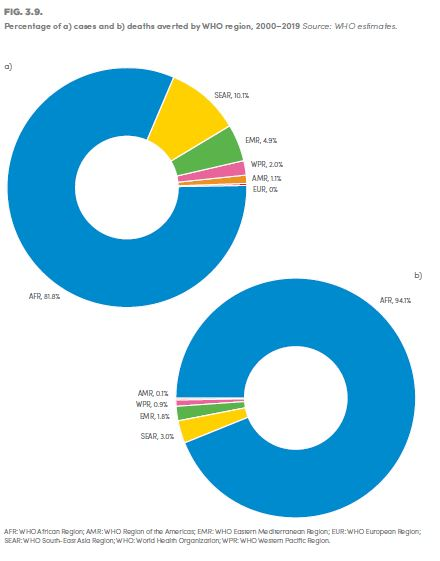 FIG. 3.9.
Percentage of a) cases and b) deaths averted by WHO region, 2000–2019 Source: WHO estimates.
a)
SEAR, 10.1%
EMR, 4.9%
WPR, 2.0%
AMR, 1.1%
EUR, 0%
AFR, 81.8%
b)
AFR, 94.1%
AMR, 0.1%
WPR, 0.9%
EMR, 1.8%
SEAR, 3.0%
AFR: WHO African Region; AMR: WHO Region of the Americas; EMR: WHO Eastern Mediterranean Region; EUR: WHO European Region;
SEAR: WHO South-East Asia Region; WHO: World Health Organization; WPR: WHO Western Pacific Region.